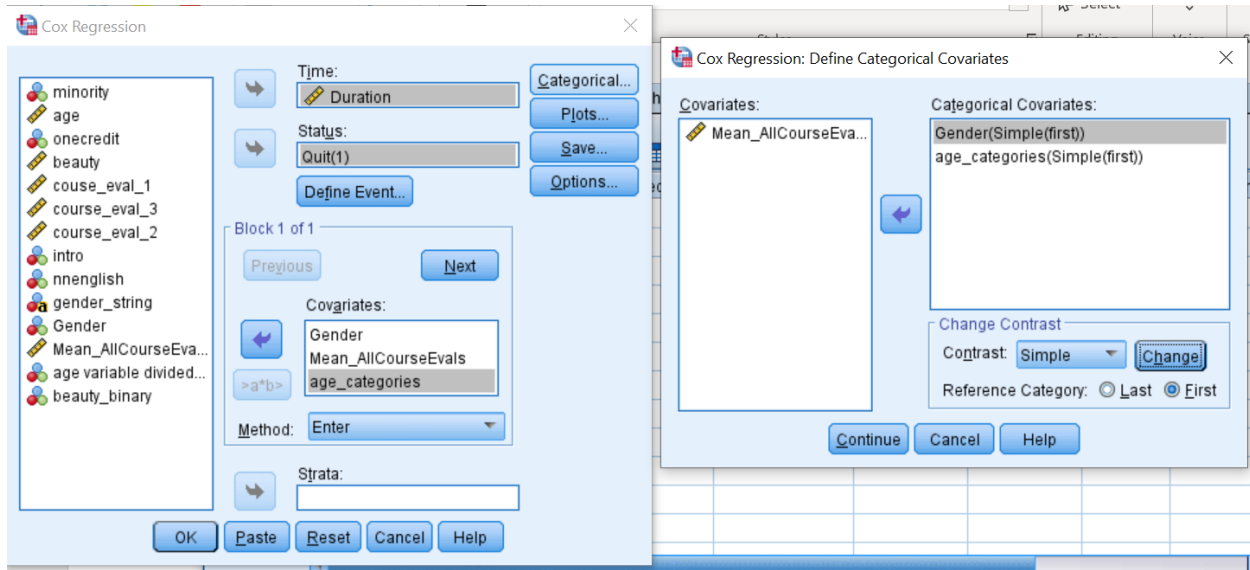 Cox Regression
minority
age
onecredit
beauty
couse_eval_1
course_eval_3
course_eval_2
intro
nnenglish
gender_string
Gender
Mean_AllCourseEva...
age variable divided...
beauty_binary
Time:
Duration
Status:
Quit(1)
Define Event...
Block 1 of 1
Previous
Next
Covariates:
Gender
Mean_AllCourseEvals
age_categories
>a*b>
Method:
Enter
Strata:
OK
Paste
Reset
Cancel
Help
Categorical...
Plots...
Save...
Options...
Cox Regression: Define Categorical Covariates
Covariates:
Mean_AllCourseEva...
Categorical Covariates:
Gender(Simple(first))
age_categories(Simple(first))
Change Contrast
Contrast:
Simple
Change
Reference Category:
Last
First
Continue
Cancel
Help